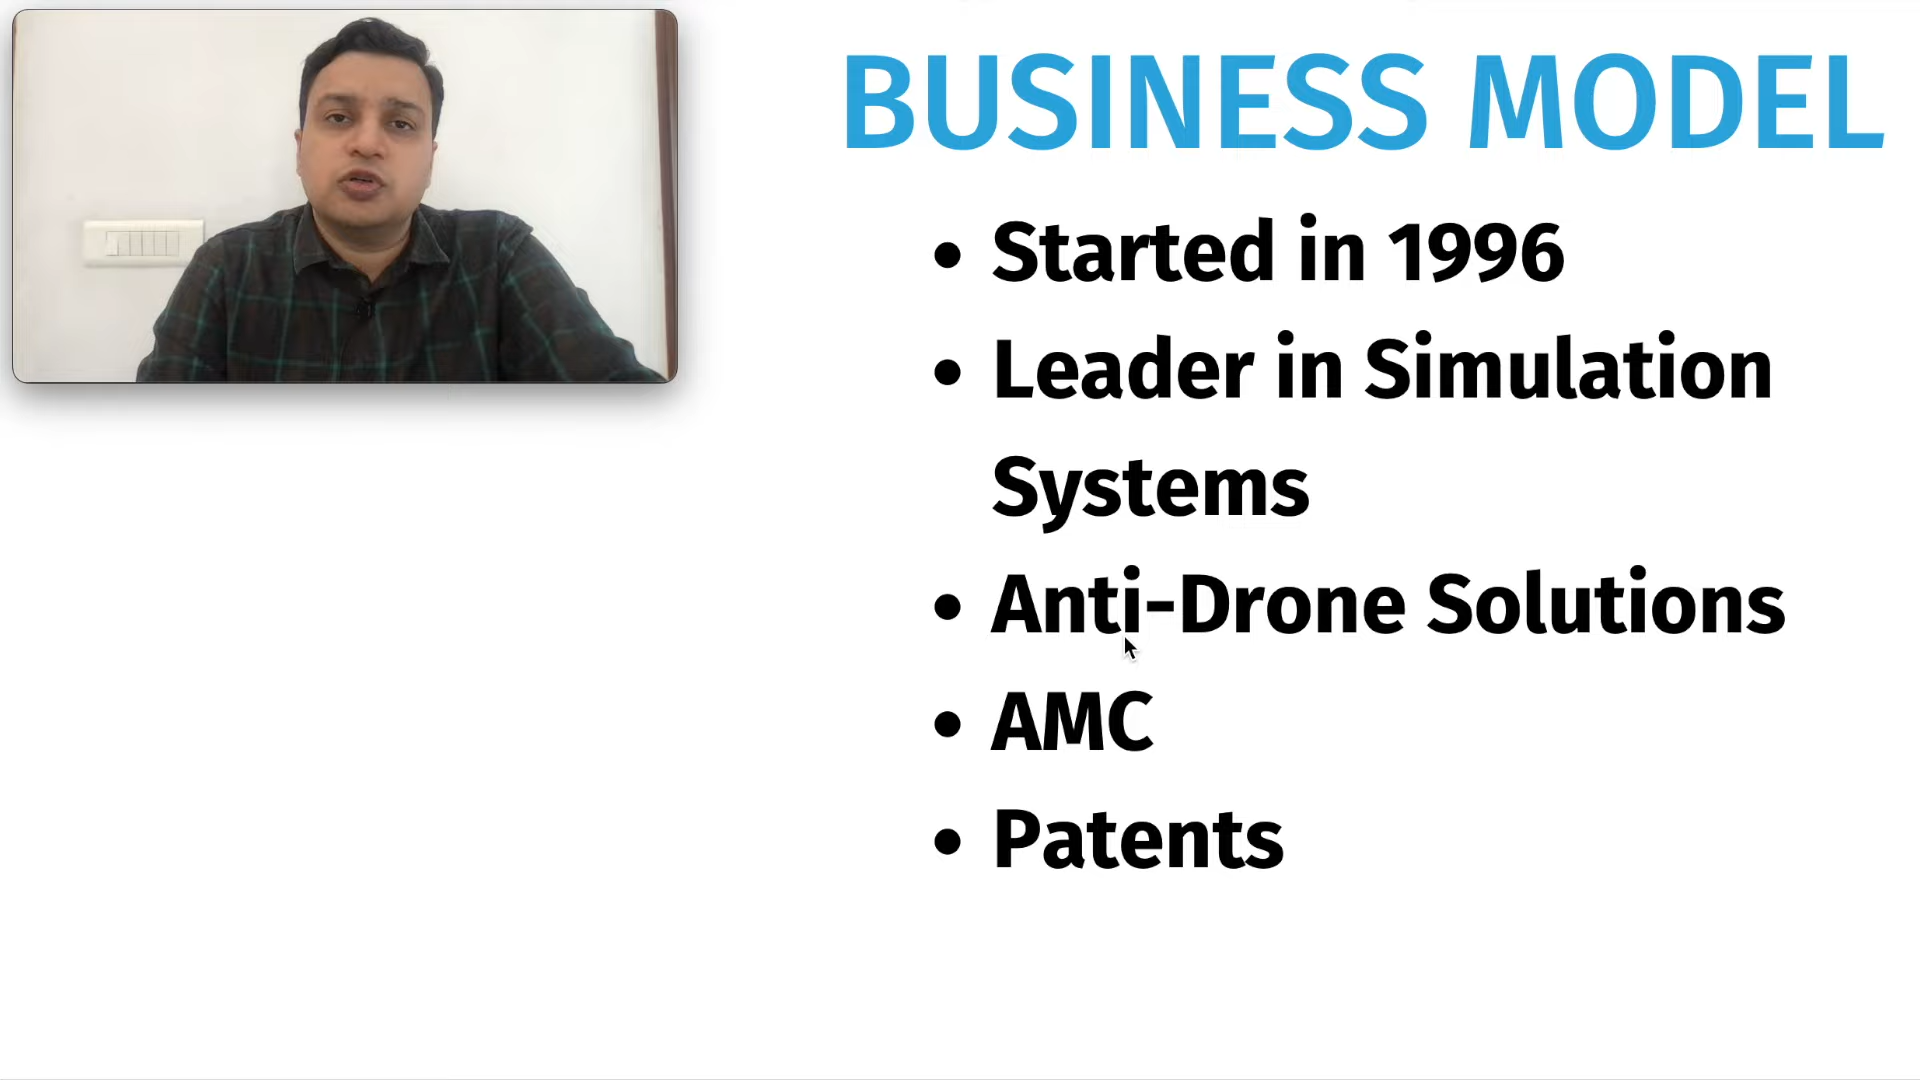 BUSINESS MODEL
• Started in 1996
• Leader in Simulation
Systems
• Anti-Drone Solutions
• AMC
• Patents